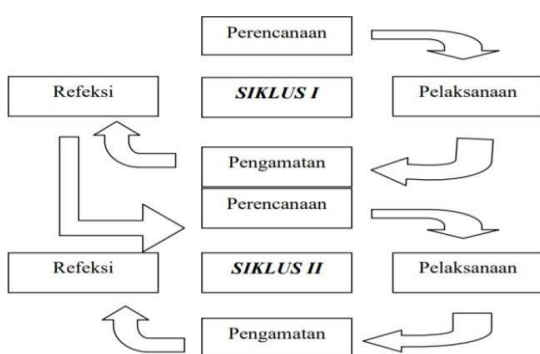 Perencanaan
Refeksi
SIKLUS I
Pelaksanaan
Pengamatan
Perencanaan
Refeksi
SIKLUS II
Pelaksanaan
Pengamatan